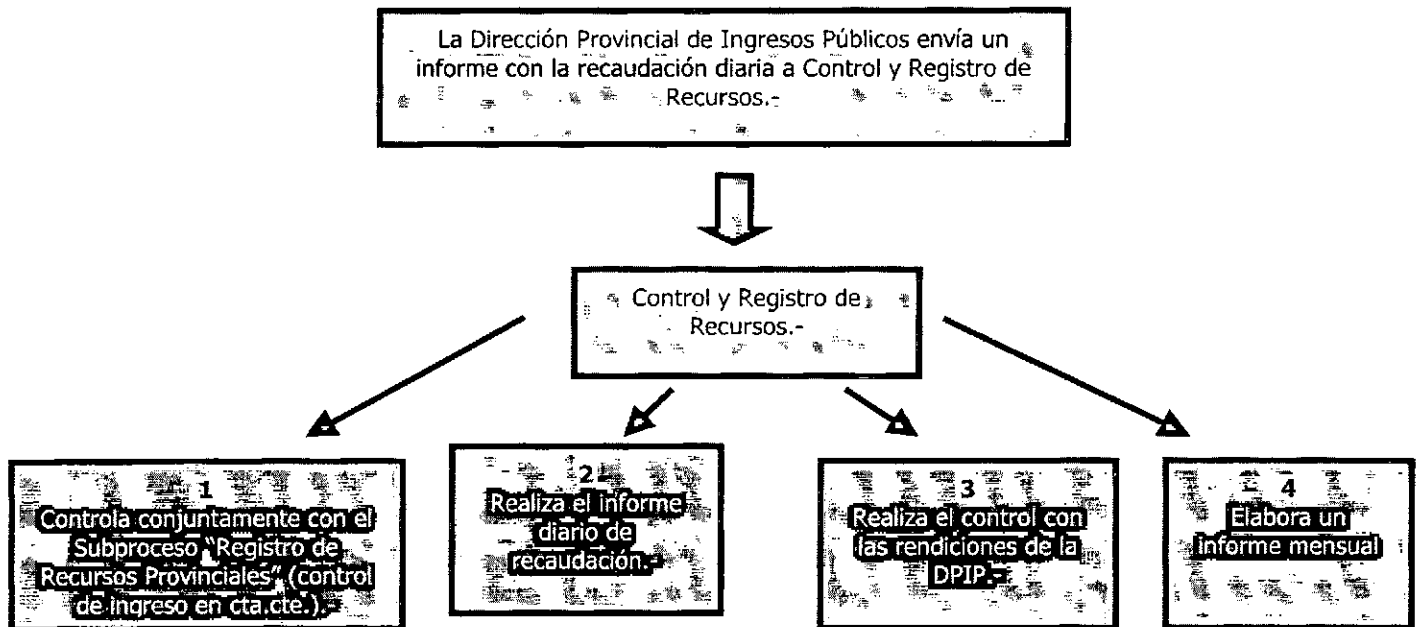 La Dirección Provincial de Ingresos Públicos envía un
informe con la recaudación diaria a Control y Registro de
Recursos.-
Control y Registro de
Recursos.-
1
Controla conjuntamente con el
Subproceso "Registro de
Recursos Provinciales" (control
de ingreso en cta.cte.).-
2
Realiza el informe
diario de
recaudación.-
3
Realiza el control con
las rendiciones de la
DPIP.-
4
Elabora un
informe mensual